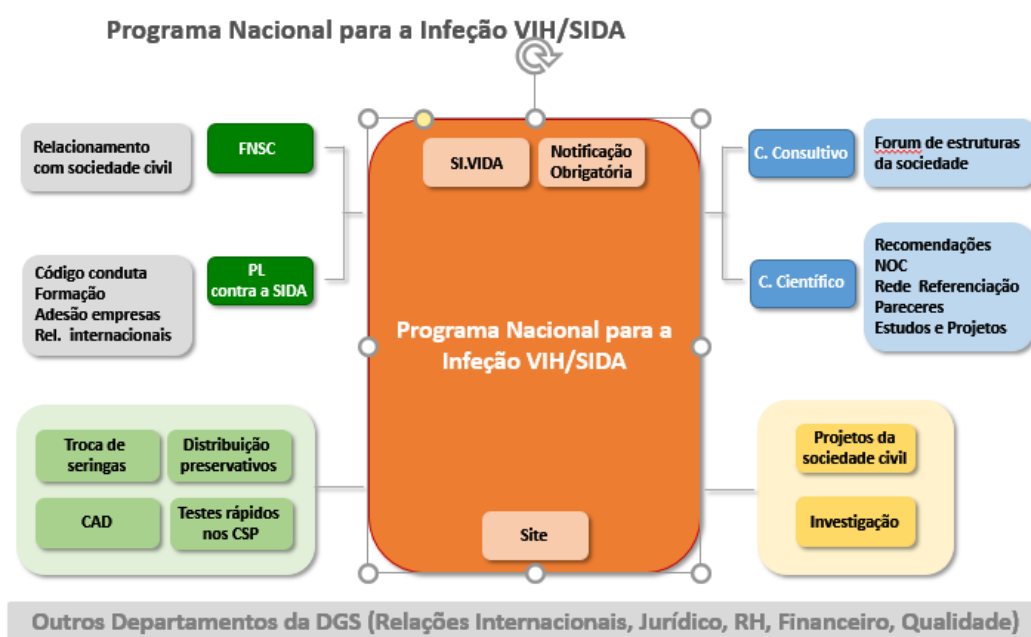 Programa Nacional para a Infeção VIH/SIDA
Relacionamento
com sociedade civil
FNSC
SI.VIDA
Notificação
Obrigatória
C. Consultivo
Forum de estruturas
da sociedade
Código conduta
Formação
Adesão empresas
Rel. internacionais
PL
contra a SIDA
C. Científico
Recomendações
NOC
Rede Referenciação
Pareceres
Estudos e Projetos
Programa Nacional para a
Infeção VIH/SIDA
Troca de
seringas
Distribuição
preservativos
CAD
Testes rápidos
nos CSP
Site
Projetos da
sociedade civil
Investigação
Outros Departamentos da DGS (Relações Internacionais, Jurídico, RH, Financeiro, Qualidade)